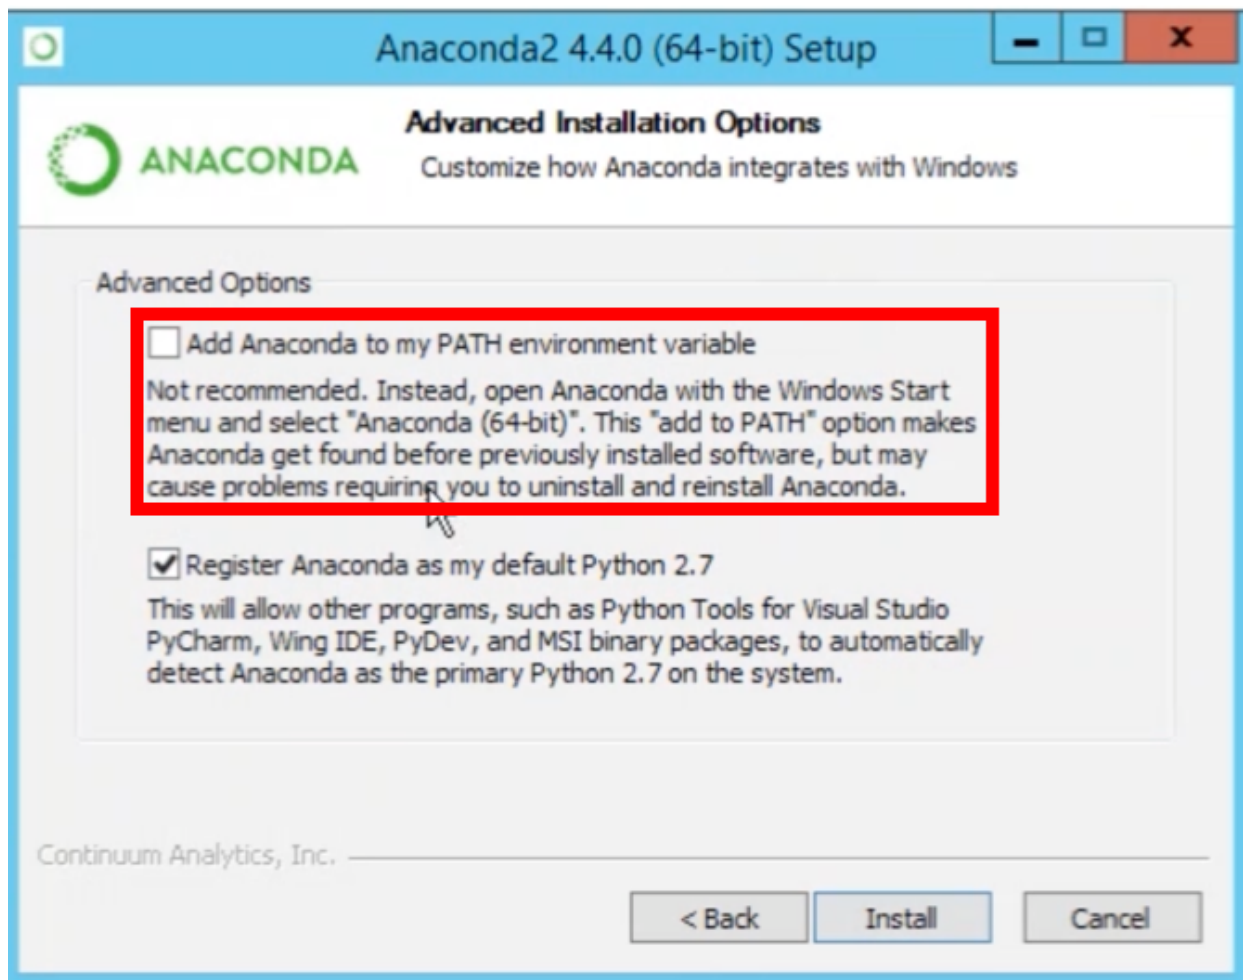 Anaconda2 4.4.0 (64-bit) Setup
ANACONDA
Advanced Installation Options
Customize how Anaconda integrates with Windows
Advanced Options
Add Anaconda to my PATH environment variable
Not recommended. Instead, open Anaconda with the Windows Start
menu and select "Anaconda (64-bit)". This "add to PATH" option makes
Anaconda get found before previously installed software, but may
cause problems requiring you to uninstall and reinstall Anaconda.
Register Anaconda as my default Python 2.7
This will allow other programs, such as Python Tools for Visual Studio
PyCharm, Wing IDE, PyDev, and MSI binary packages, to automatically
detect Anaconda as the primary Python 2.7 on the system.
Continuum Analytics, Inc.
< Back
Install
Cancel